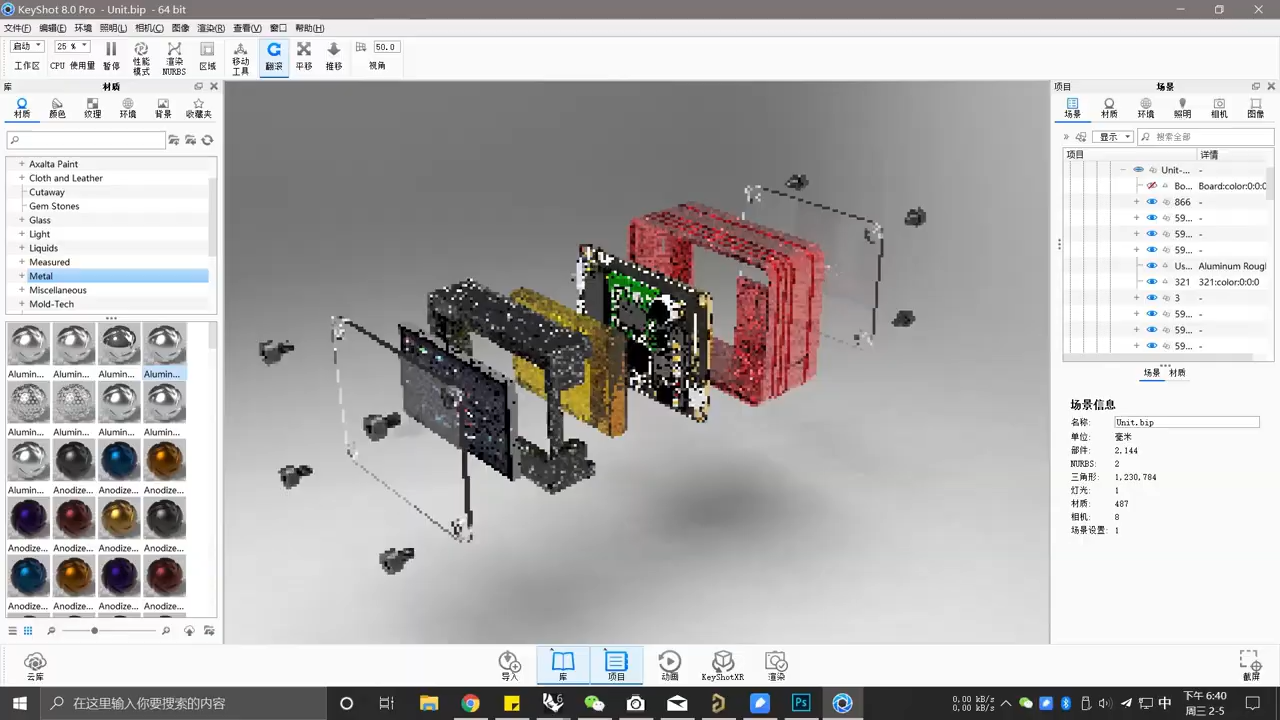 KeyShot 8.0 Pro - Unit.bip - 64 bit
文件(F) 编辑(E) 环境 照明(L) 相机(C) 图像 渲染(R) 查看(V) 窗口 帮助(H)
启动 25 % 50.0
工作区 CPU 使用量 暂停 性能模式 渲染NURBS 区域 移动工具 翻滚 平移 推移 视角
库 材质
材质 颜色 纹理 环境 背景 收藏夹
Axalta Paint
Cloth and Leather
Cutaway
Gem Stones
Glass
Light
Liquids
Measured
Metal
Miscellaneous
Mold-Tech
Alumin... Alumin... Alumin... Alumin...
Alumin... Alumin... Alumin... Alumin...
Alumin... Anodize... Anodize... Anodize...
Anodize... Anodize... Anodize... Anodize...
Anodize... Anodize... Anodize... Anodize...
项目 场景
场景 材质 环境 照明 相机 图像
显示 搜索全部
项目 详情
Unit-... -
Bo... Board:color:0:0:0
866 -
59... -
59... -
59... -
Us... Aluminum Rough
321 321:color:0:0:0
3 -
59... -
59... -
59... -
场景 材质
场景信息
名称: Unit.bip
单位: 毫米
部件: 2,144
NURBS: 2
三角形: 1,230,784
灯光: 1
材质: 487
相机: 8
场景设置: 1
云库 导入 库 项目 动画 KeyShotXR 渲染 截屏
在这里输入你要搜索的内容
0.00 kB/s
0.00 kB/s
中
下午 6:40
周三 2-5